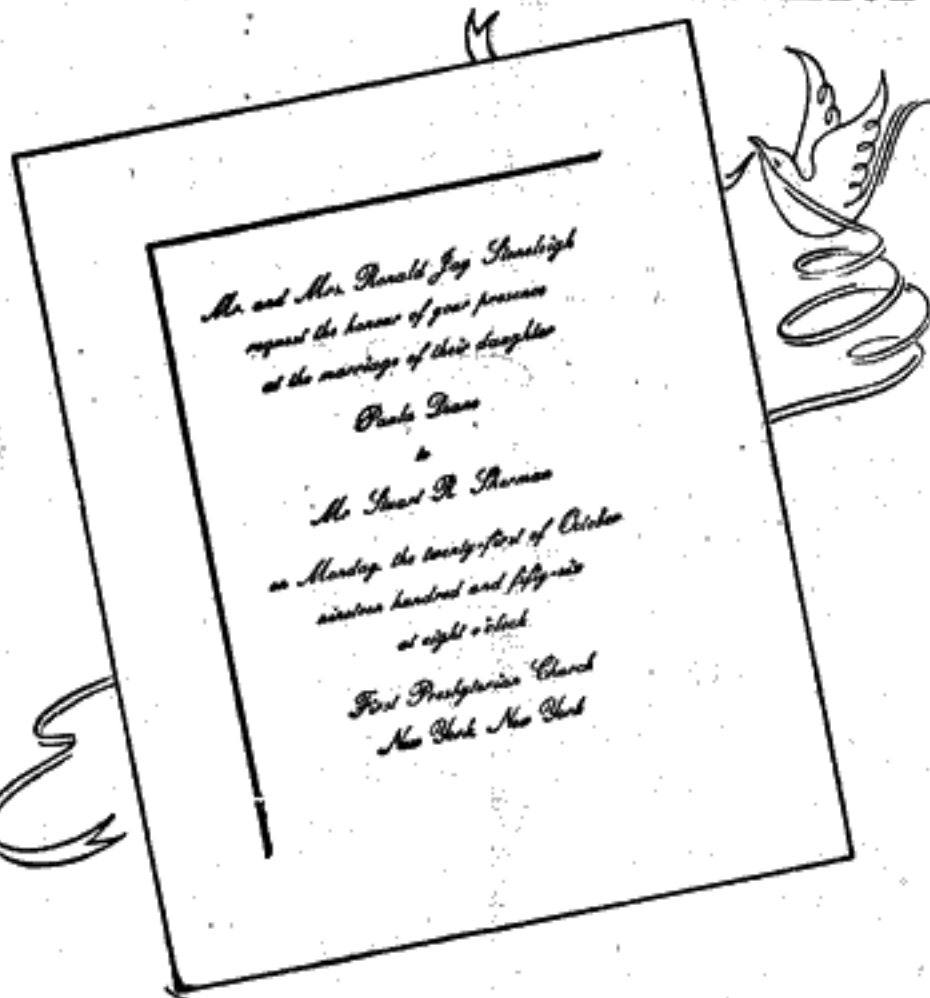 Mr. and Mrs. Ronald Jay Stoneleigh
request the honour of your presence
at the marriage of their daughter
Paula Diane
to
Mr Stuart R. Sherman
on Monday, the twenty-first of October
nineteen hundred and fifty-six
at eight o'clock
First Presbyterian Church
New York, New York